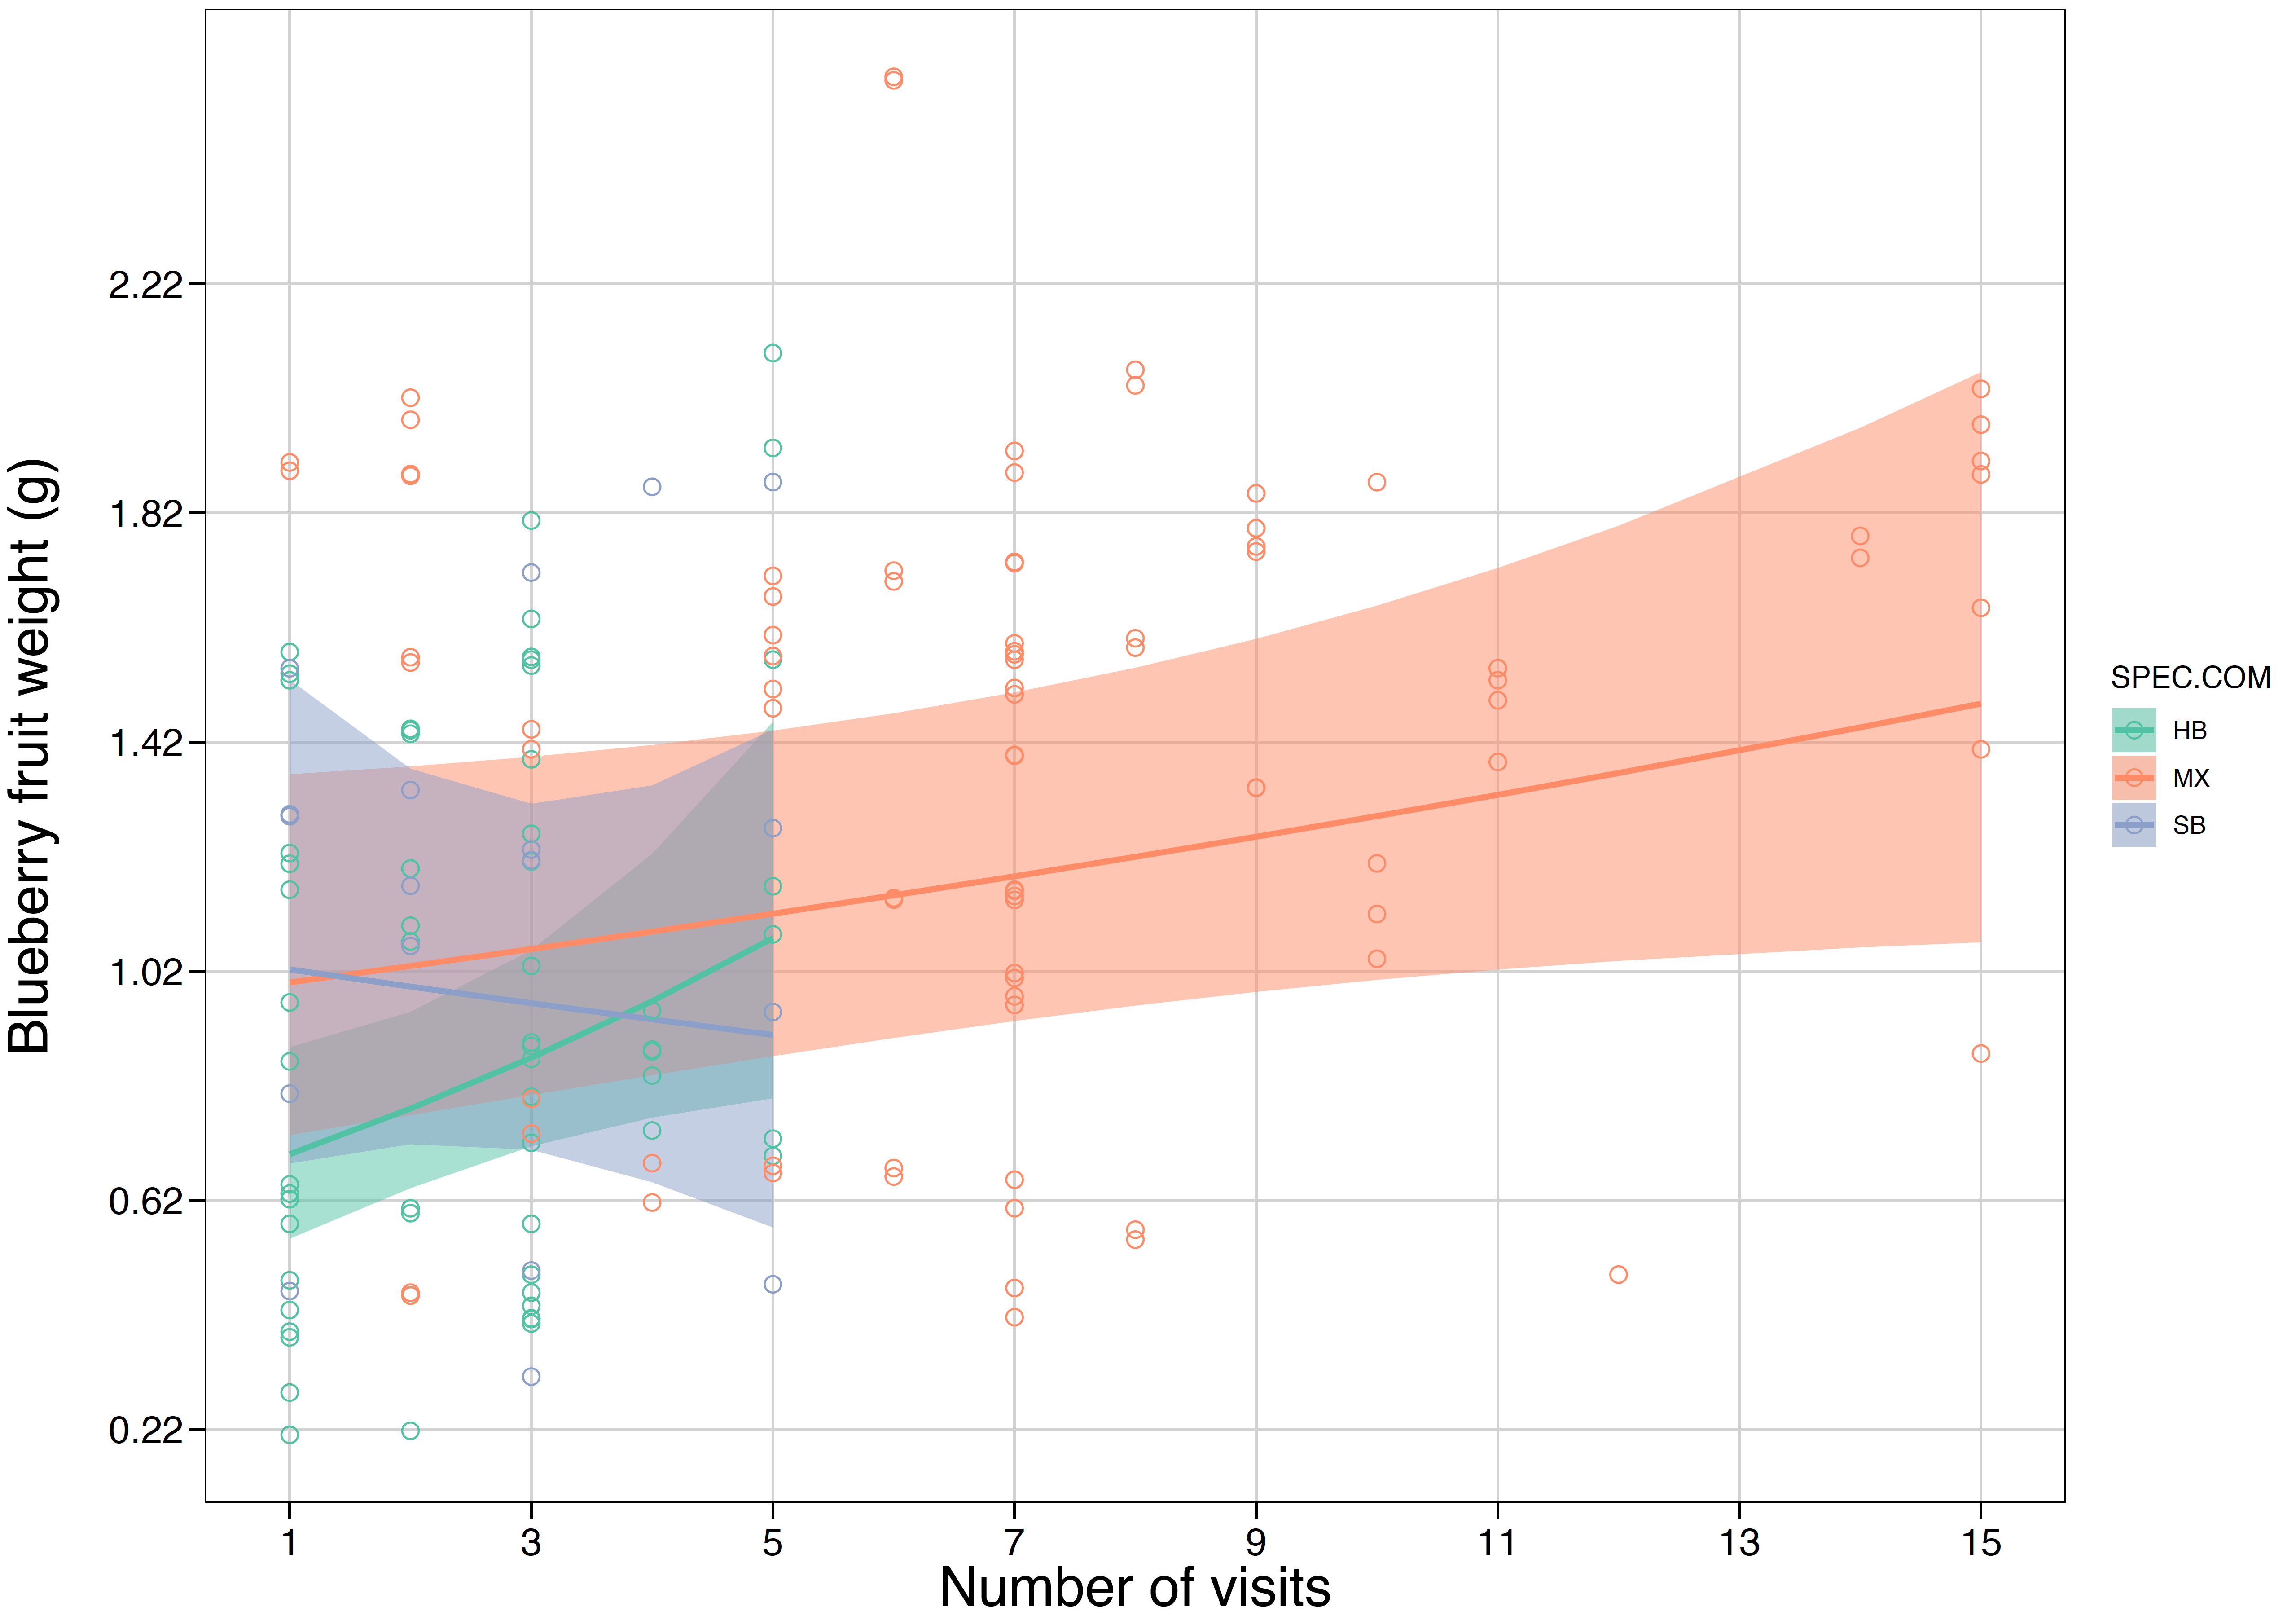 Blueberry fruit weight (g)
2.22
1.82
1.42
1.02
0.62
0.22
1 3 5 7 9 11 13 15
Number of visits
SPEC.COM
HB
MX
SB